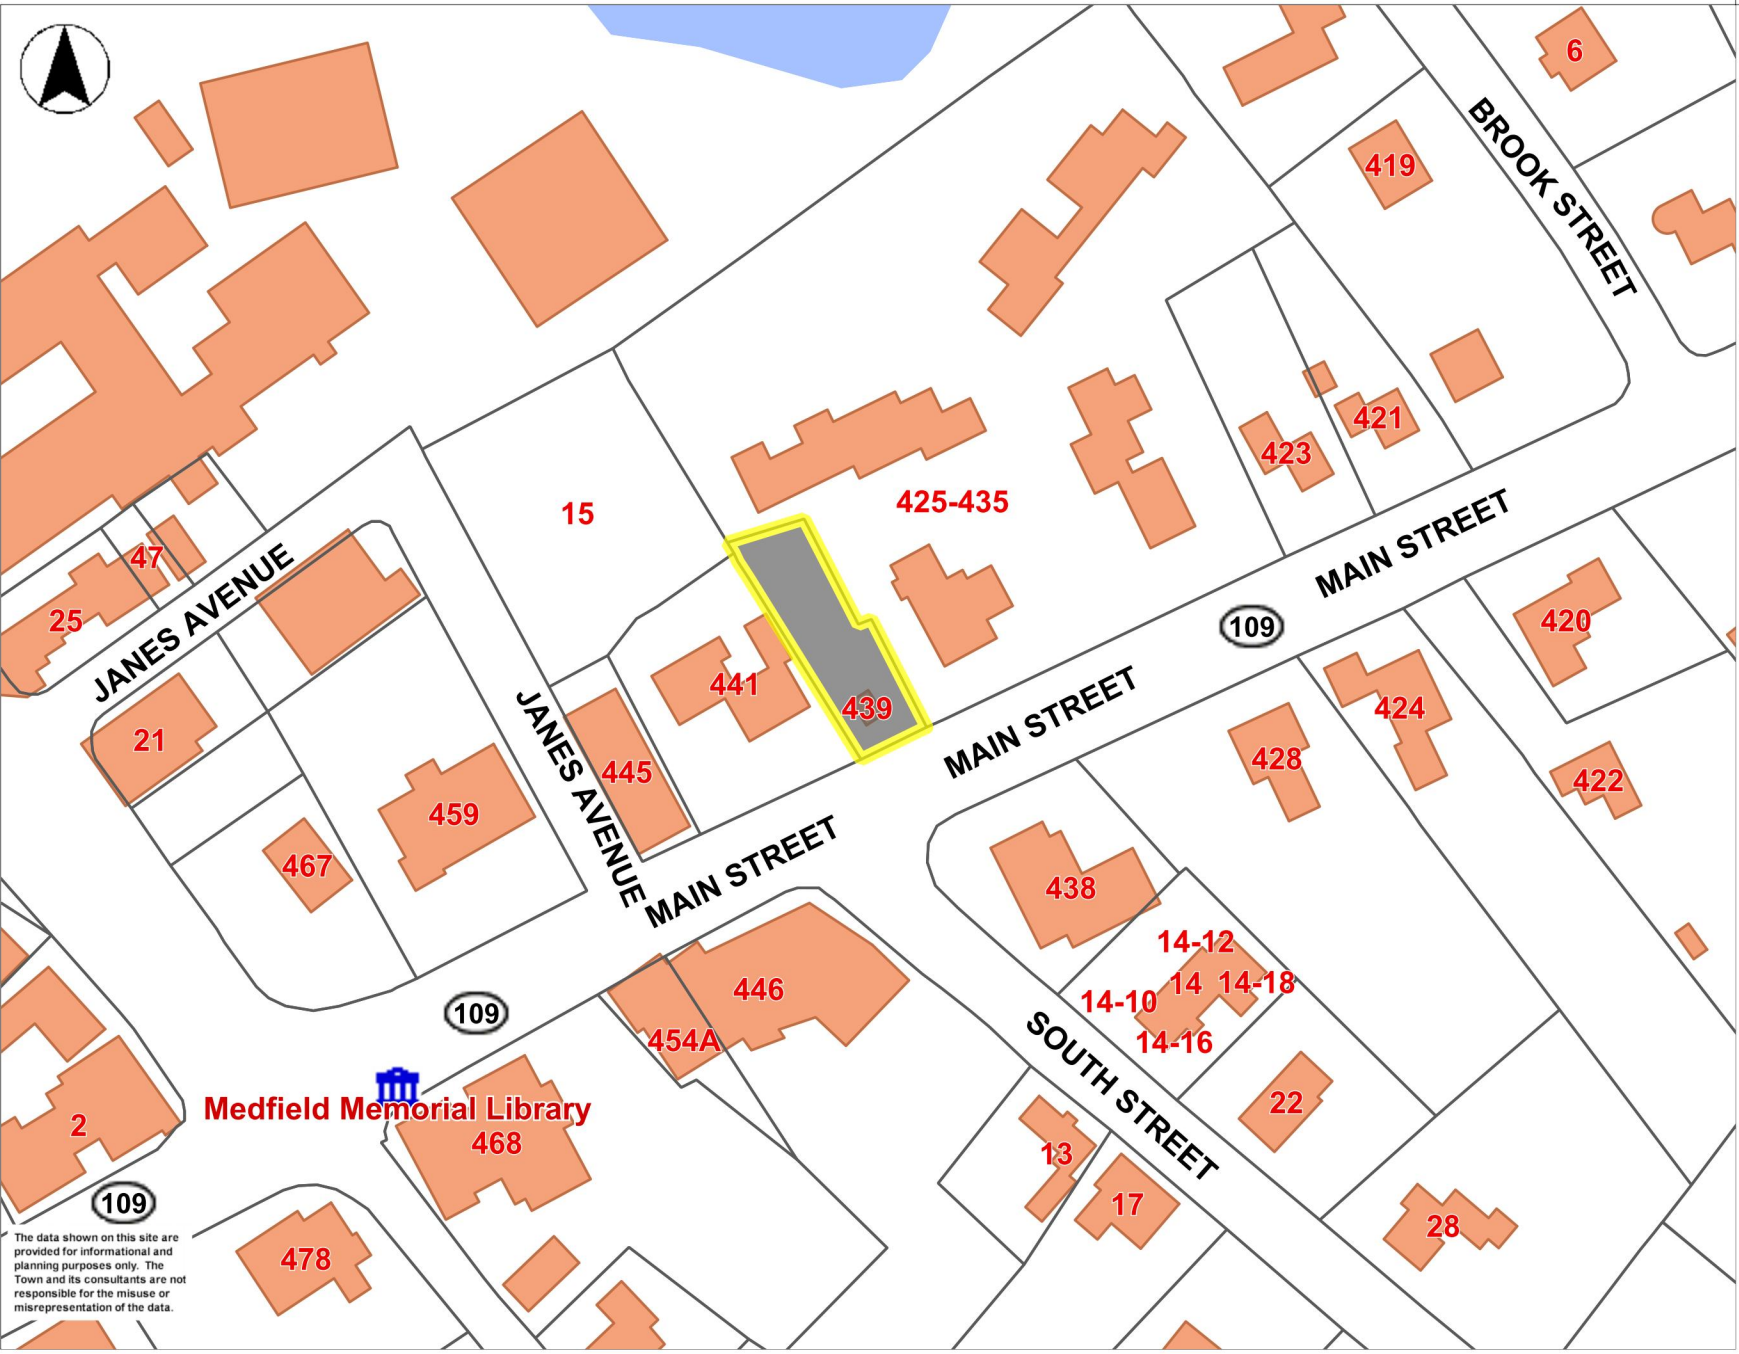 6
BROOK STREET
419
421
423
15
425-435
MAIN STREET
47
25
JANES AVENUE
109
420
441
439
MAIN STREET
424
21
JANES AVENUE
445
428
422
459
467
MAIN STREET
438
446
14-12
14
14-18
14-10
454A
14-16
109
SOUTH STREET
Medfield Memorial Library
468
22
2
13
17
28
109
478
The data shown on this site are
provided for informational and
planning purposes only. The
Town and its consultants are not
responsible for the misuse or
misrepresentation of the data.